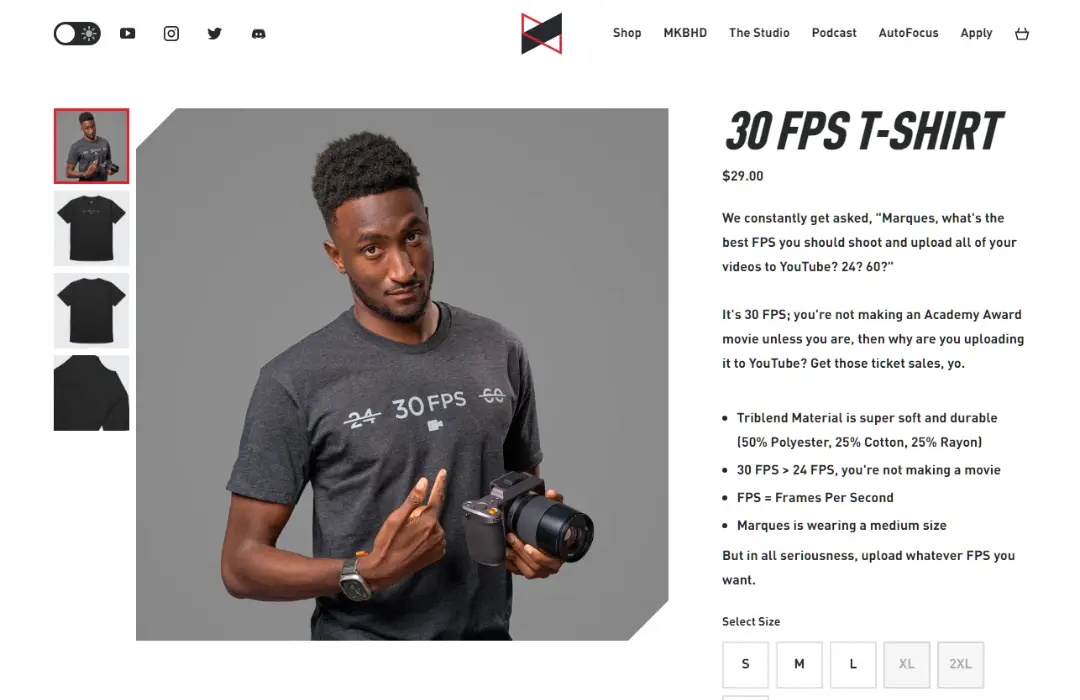 Shop MKBHD The Studio Podcast AutoFocus Apply
30 FPS T-SHIRT
$29.00
We constantly get asked, "Marques, what's the
best FPS you should shoot and upload all of your
videos to YouTube? 24? 60?"
It's 30 FPS; you're not making an Academy Award
movie unless you are, then why are you uploading
it to YouTube? Get those ticket sales, yo.
Triblend Material is super soft and durable
(50% Polyester, 25% Cotton, 25% Rayon)
30 FPS > 24 FPS, you're not making a movie
FPS = Frames Per Second
Marques is wearing a medium size
But in all seriousness, upload whatever FPS you
want.
Select Size
S M L XL 2XL
24 30 FPS 60